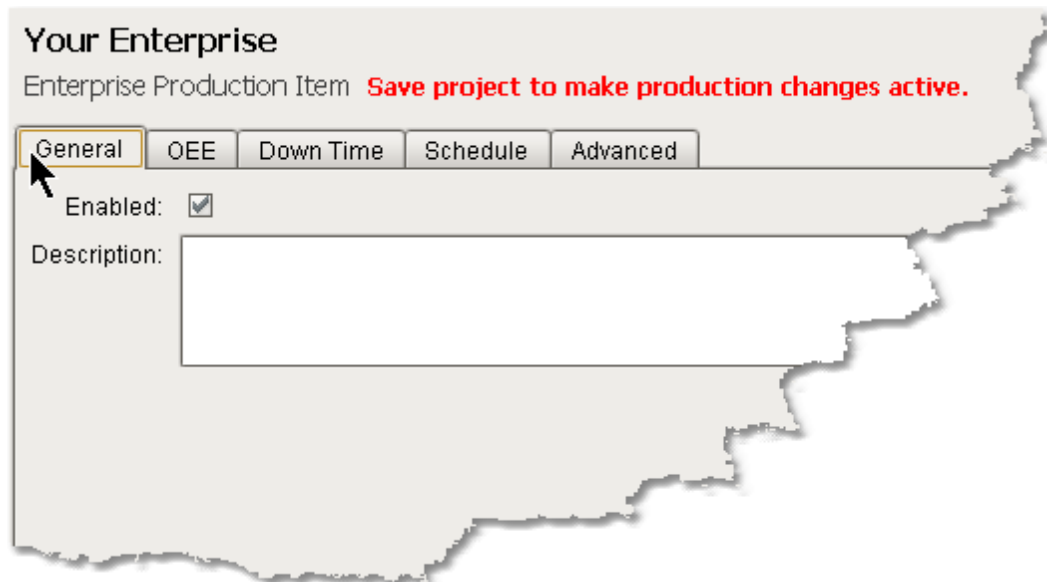 Your Enterprise
Enterprise Production Item Save project to make production changes active.
General OEE Down Time Schedule Advanced
Enabled:
Description: